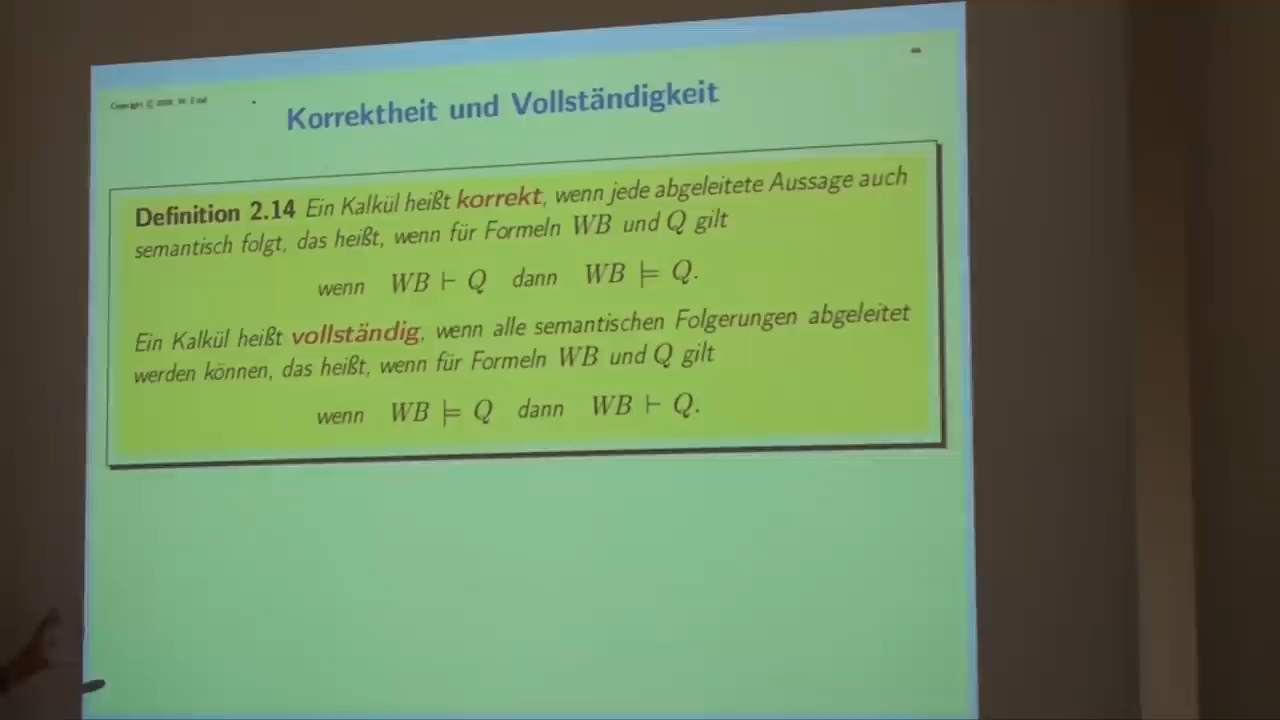 Copyright ©
Korrektheit und Vollständigkeit
Definition 2.14 Ein Kalkül heißt korrekt, wenn jede abgeleitete Aussage auch
semantisch folgt, das heißt, wenn für Formeln WB und Q gilt
wenn WB ⊢ Q dann WB ⊨ Q.
Ein Kalkül heißt vollständig, wenn alle semantischen Folgerungen abgeleitet
werden können, das heißt, wenn für Formeln WB und Q gilt
wenn WB ⊨ Q dann WB ⊢ Q.